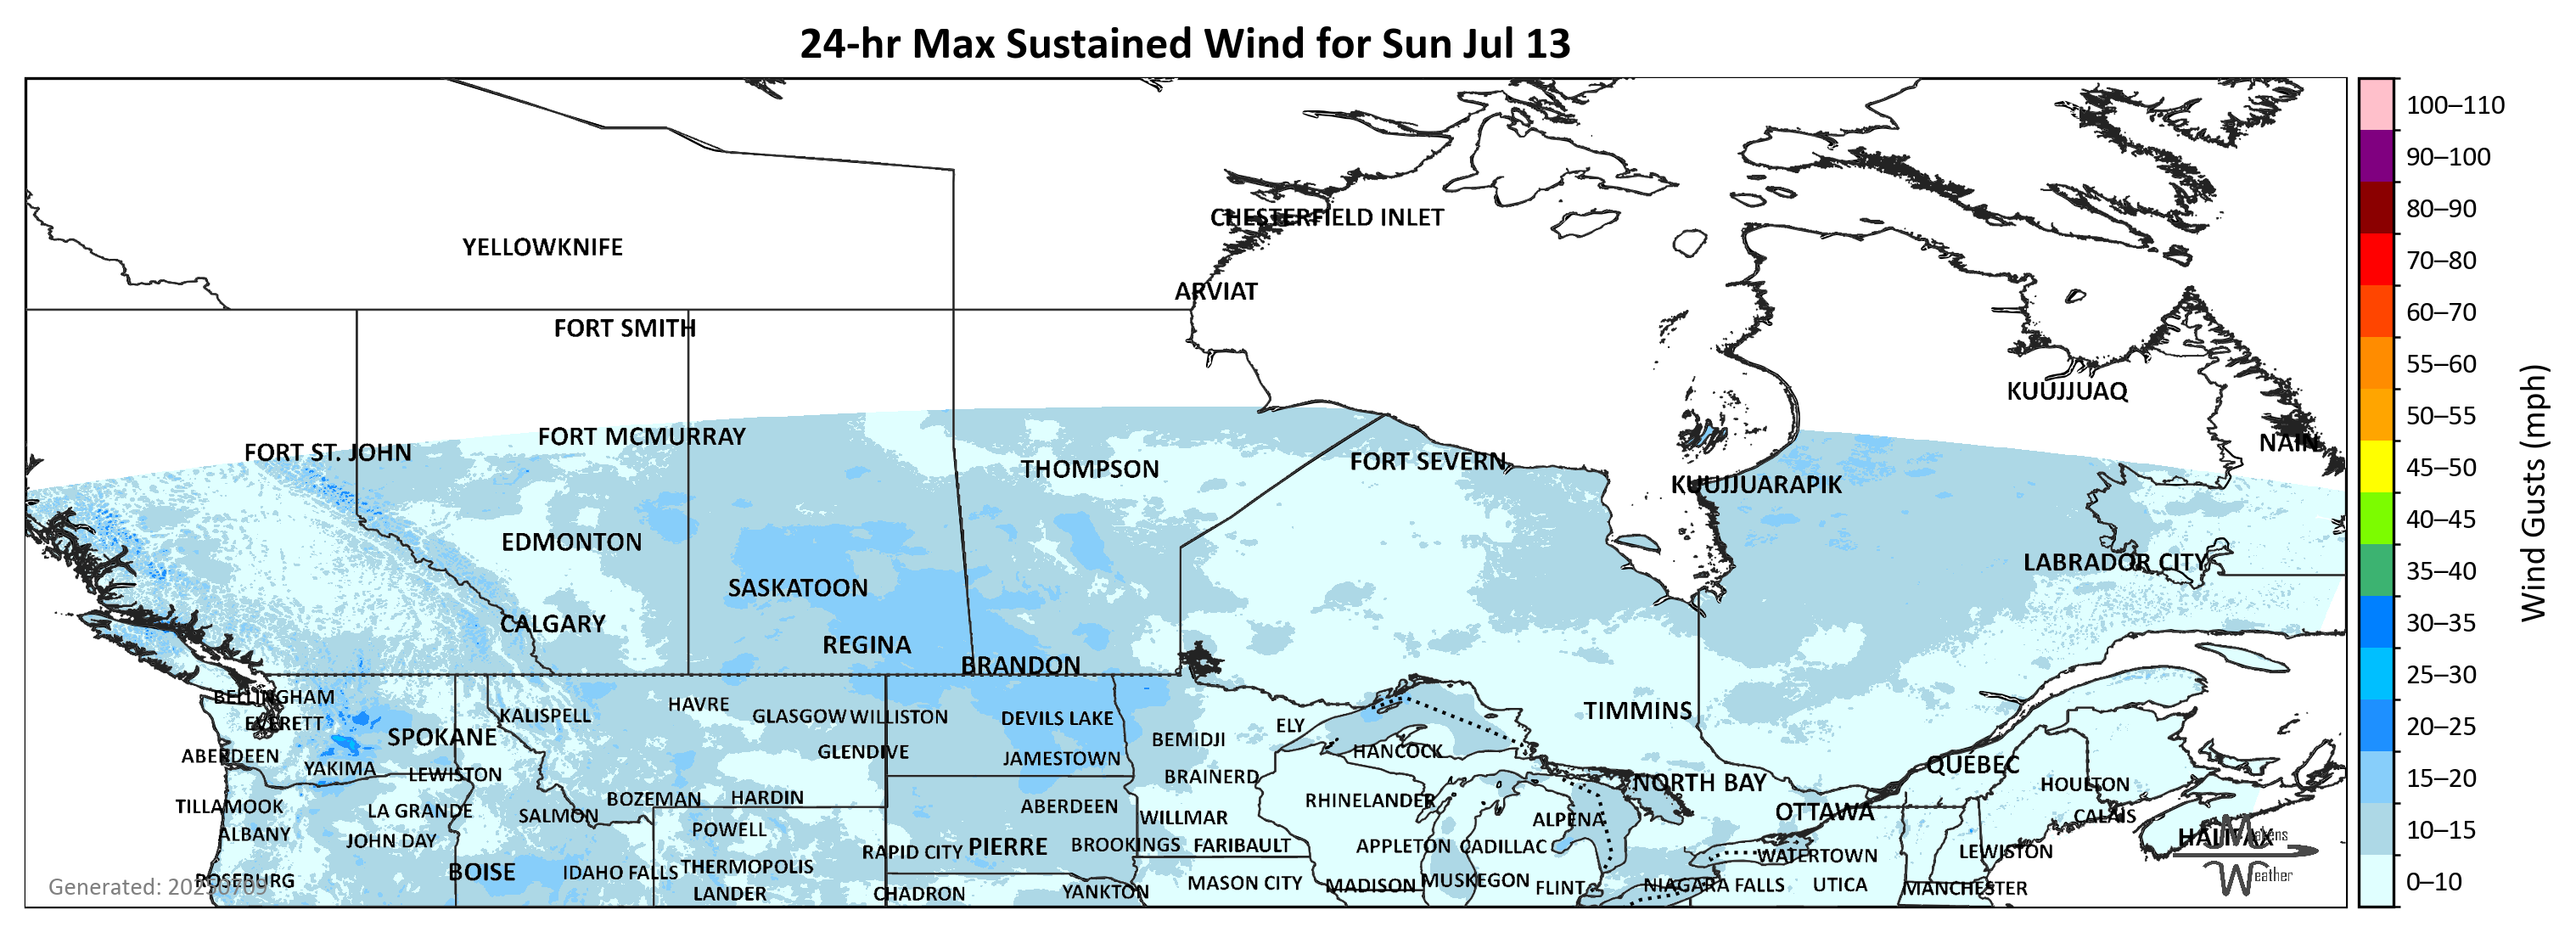 24-hr Max Sustained Wind for Sun Jul 13
100–110
90–100
80–90
70–80
60–70
55–60
50–55
45–50
40–45
35–40
30–35
25–30
20–25
15–20
10–15
0–10
Wind Gusts (mph)
CHESTERFIELD INLET
YELLOWKNIFE
ARVIAT
FORT SMITH
KUUJJUAQ
FORT MCMURRAY
NAIN
FORT ST. JOHN
FORT SEVERN
THOMPSON
KUUJJUARAPIK
EDMONTON
LABRADOR CITY
SASKATOON
CALGARY
REGINA
BRANDON
BELLINGHAM
HAVRE
TIMMINS
KALISPELL
GLASGOW
WILLISTON
DEVILS LAKE
EVERETT
ELY
SPOKANE
BEMIDJI
HANCOCK
GLENDIVE
ABERDEEN
JAMESTOWN
QUÉBEC
YAKIMA
LEWISTON
BRAINERD
NORTH BAY
HOULTON
BOZEMAN
HARDIN
RHINELANDER
TILLAMOOK
ABERDEEN
LA GRANDE
OTTAWA
SALMON
CALAIS
WILLMAR
ALPENA
POWELL
ALBANY
HALIFAX
JOHN DAY
BROOKINGS
FARIBAULT
PIERRE
APPLETON
CADILLAC
RAPID CITY
LEWISTON
WATERTOWN
THERMOPOLIS
BOISE
IDAHO FALLS
ROSEBURG
MUSKEGON
MASON CITY
MADISON
NIAGARA FALLS
UTICA
FLINT
MANCHESTER
YANKTON
LANDER
CHADRON
Generated: 20250709
Makens
Weather